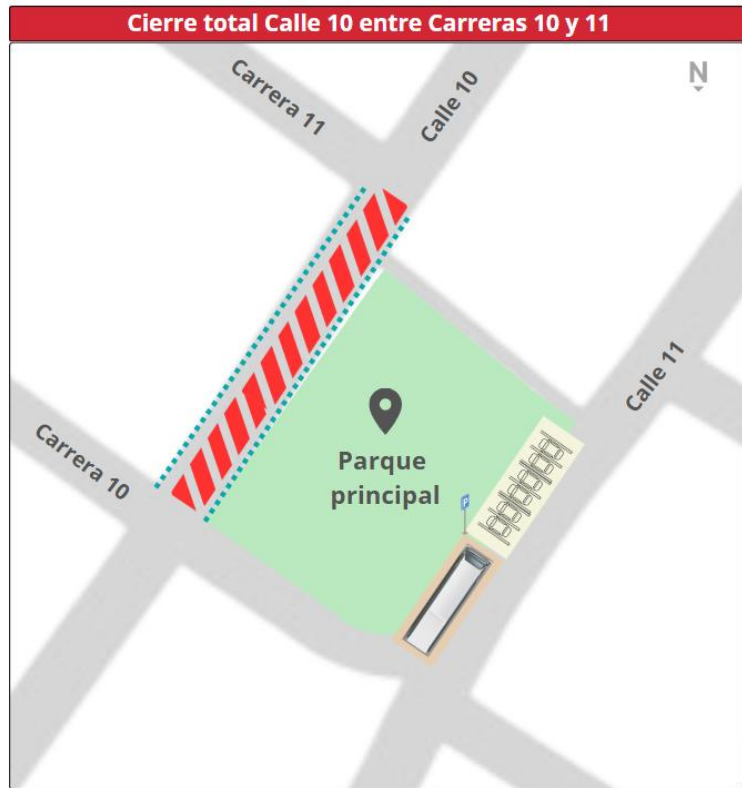 Cierre total Calle 10 entre Carreras 10 y 11
N
Carrera 11
Calle 10
Calle 11
Carrera 10
Parque
principal
P